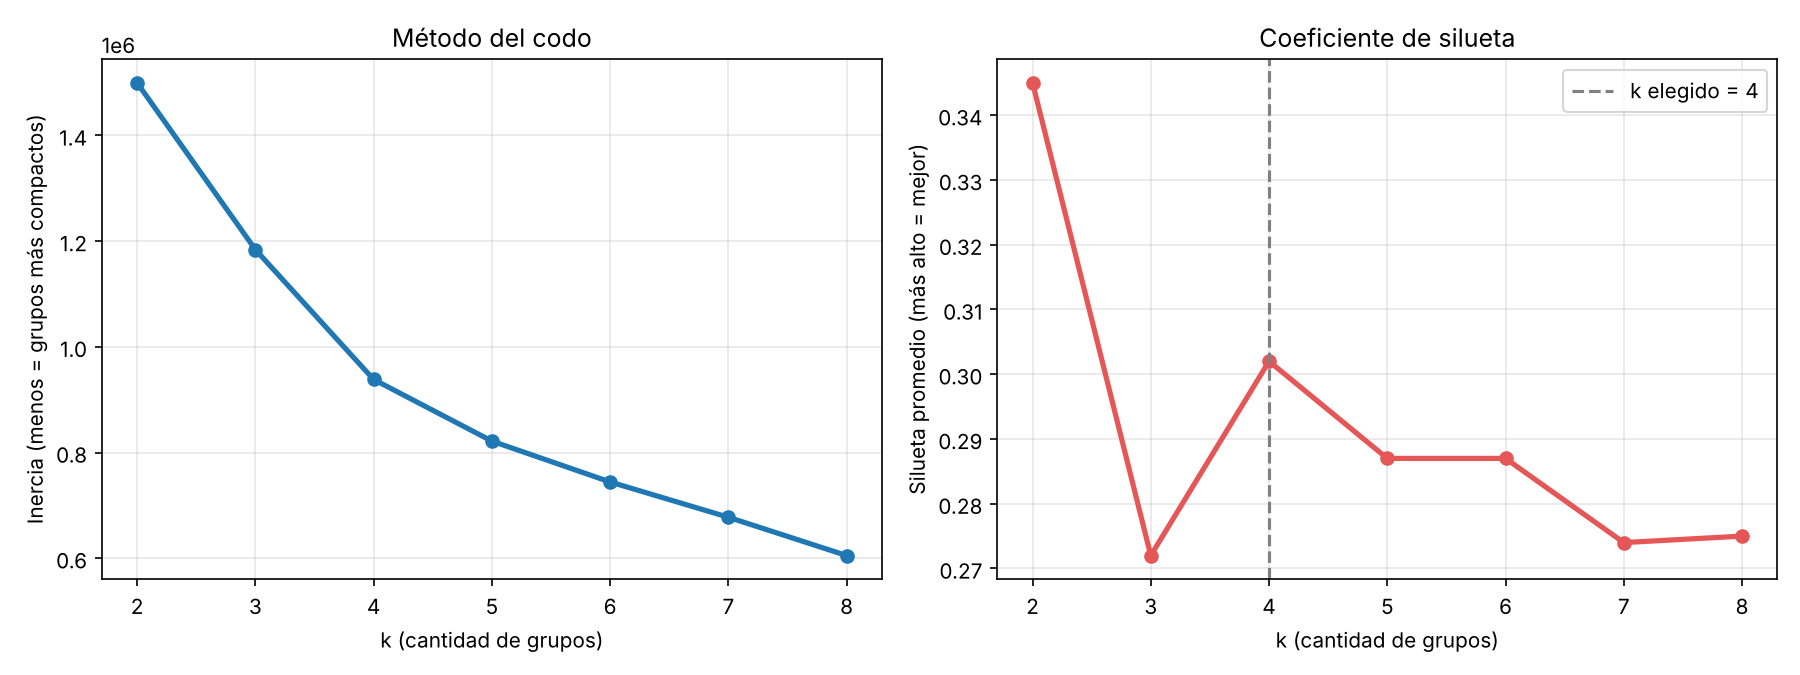 Método del codo
1e6
Inercia (menos = grupos más compactos)
1.4
1.2
1.0
0.8
0.6
2 3 4 5 6 7 8
k (cantidad de grupos)
Coeficiente de silueta
k elegido = 4
Silueta promedio (más alto = mejor)
0.34
0.33
0.32
0.31
0.30
0.29
0.28
0.27
2 3 4 5 6 7 8
k (cantidad de grupos)